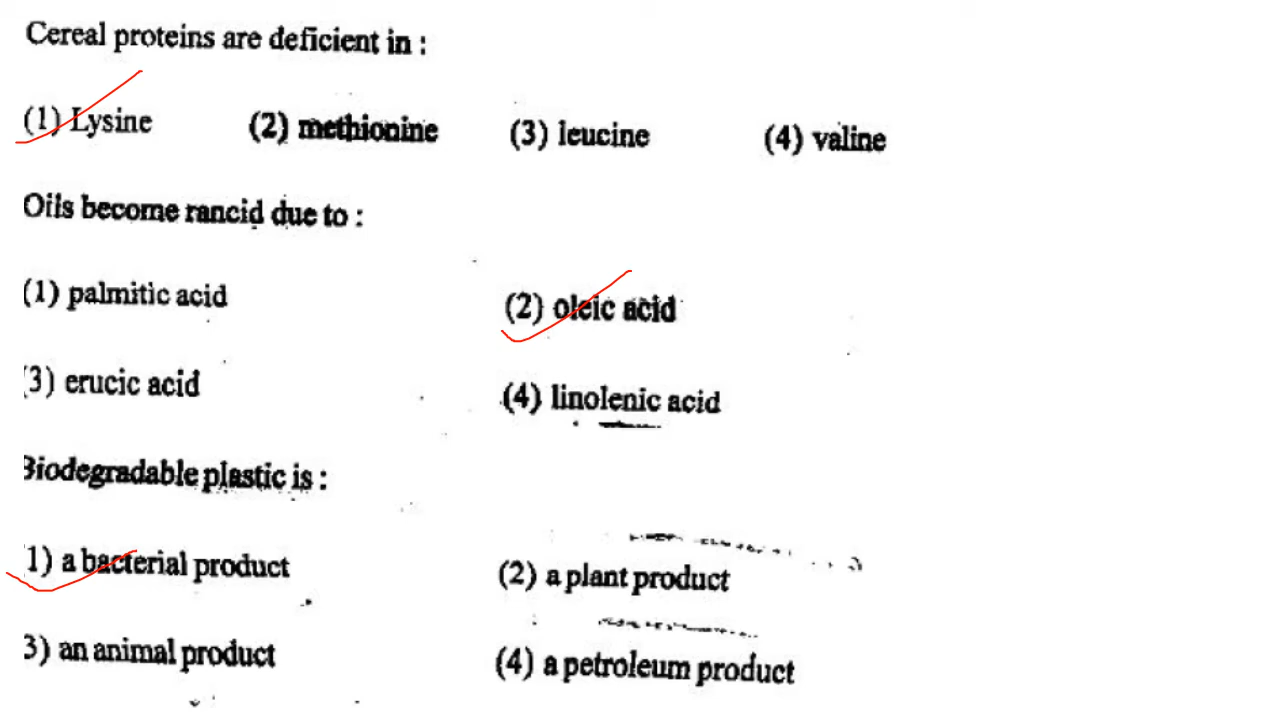 Cereal proteins are deficient in :
(1) Lysine (2) methionine (3) leucine (4) valine
Oils become rancid due to :
(1) palmitic acid (2) oleic acid
3) erucic acid (4) linolenic acid
Biodegradable plastic is :
1) a bacterial product (2) a plant product
3) an animal product (4) a petroleum product